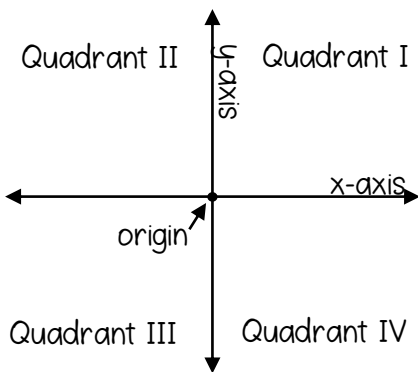 Quadrant II
Quadrant I
y-axis
x-axis
origin
Quadrant III
Quadrant IV